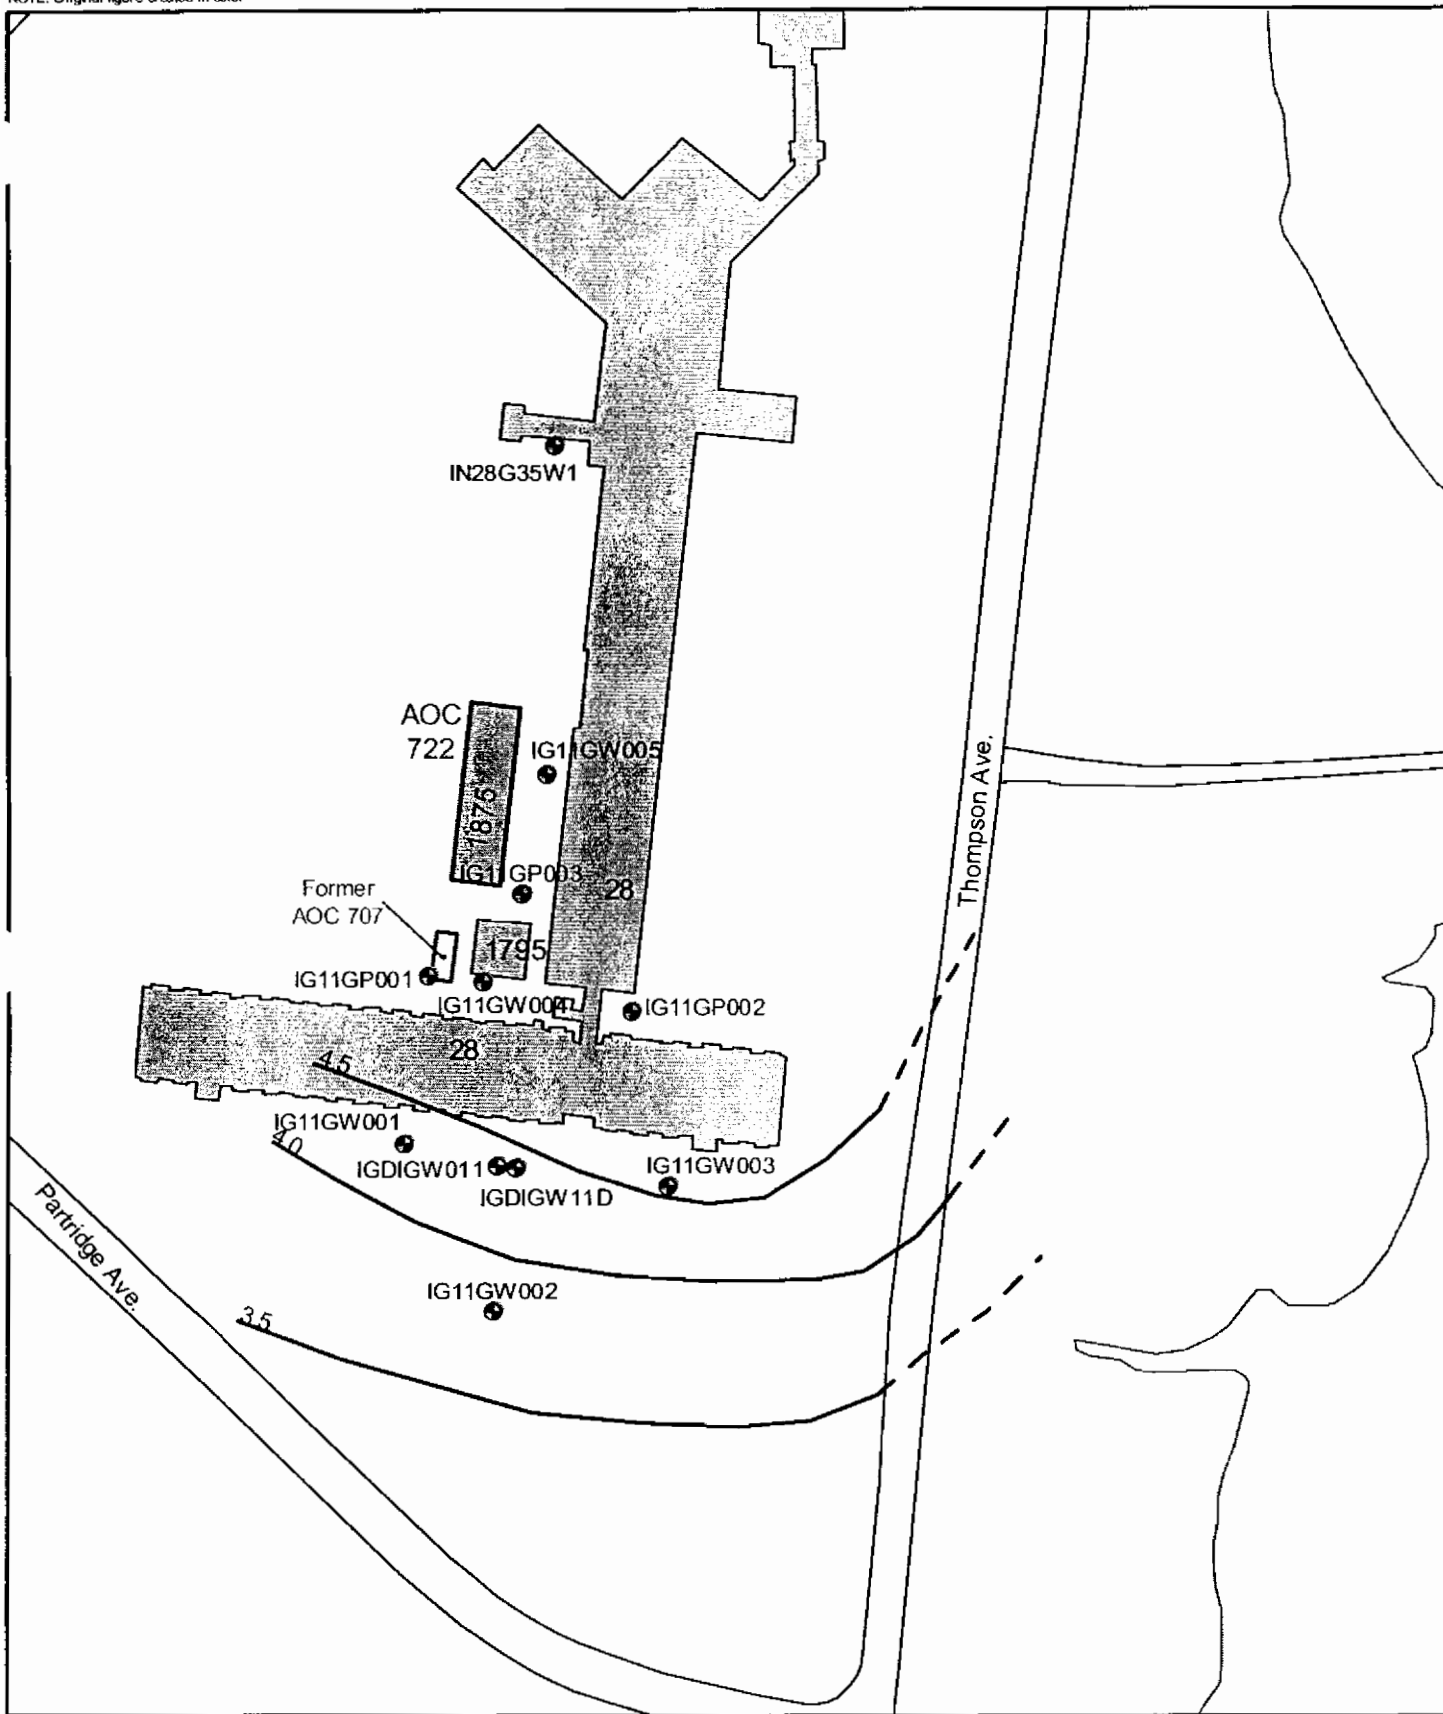 NOTE: Original figure created in color
IN28G35W1
AOC
722
IG11GW005
1875
Thompson Ave.
IG11GP003
28
Former
AOC 707
1795
IG11GP001
IG11GW004
IG11GP002
28
4.5
IG11GW001
4.0
IGDIGW011
IG11GW003
IGDIGW11D
Partridge Ave.
IG11GW002
3.5